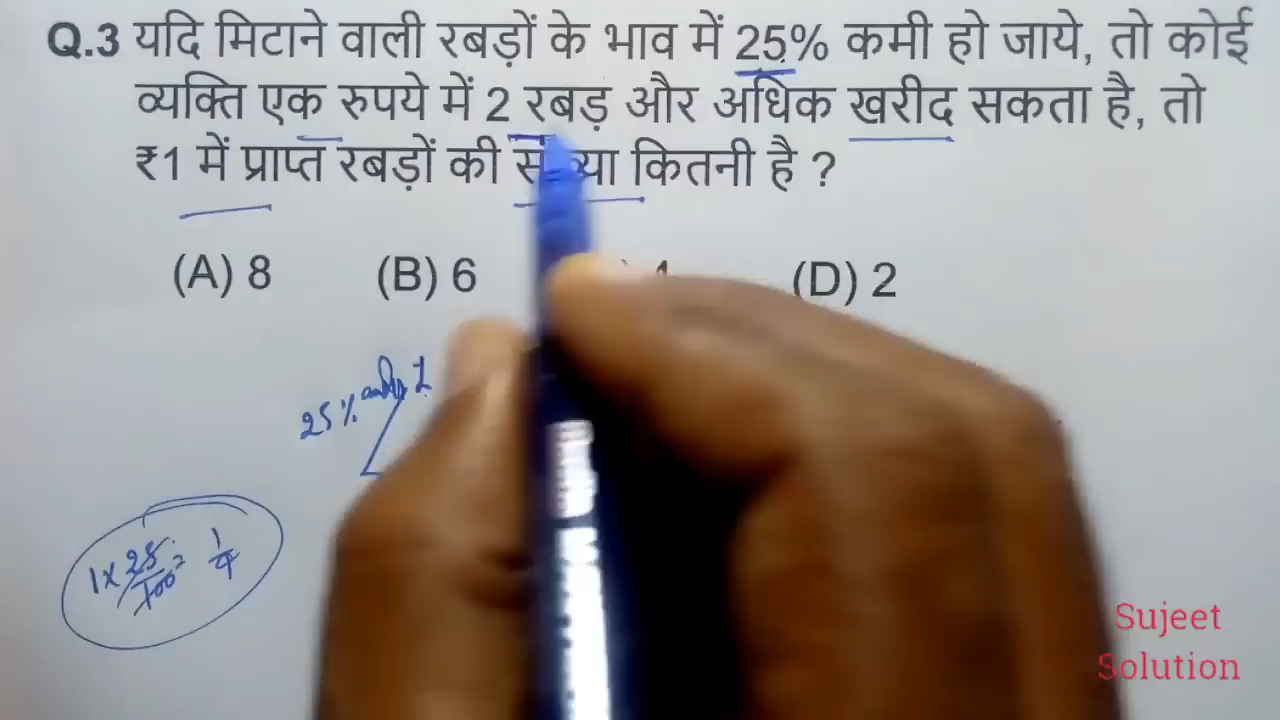 Q.3 यदि मिटाने वाली रबड़ों के भाव में 25% कमी हो जाये, तो कोई
व्यक्ति एक रुपये में 2 रबड़ और अधिक खरीद सकता है, तो
₹1 में प्राप्त रबड़ों की कितनी है ?
(A) 8 (B) 6 (D) 2
25%
1 × 25/100 1/4
Sujeet
Solution